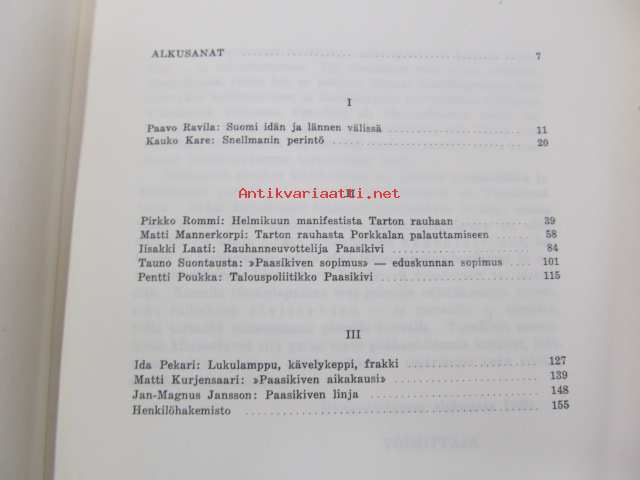 ALKUSANAT 7
I
Paavo Ravila: Suomi idän ja lännen välissä 11
Kauko Kare: Snellmanin perintö 20
II
Antikvariaatti.net
Pirkko Rommi: Helmikuun manifestista Tarton rauhaan 39
Matti Mannerkorpi: Tarton rauhasta Porkkalan palauttamiseen 58
Iisakki Laati: Rauhanneuvottelija Paasikivi 84
Tauno Suontausta: »Paasikiven sopimus» — eduskunnan sopimus 101
Pentti Poukka: Talouspoliitikko Paasikivi 115
III
Ida Pekari: Lukulamppu, kävelykeppi, frakki 127
Matti Kurjensaari: »Paasikiven aikakausi» 139
Jan-Magnus Jansson: Paasikiven linja 148
Henkilöhakemisto 155